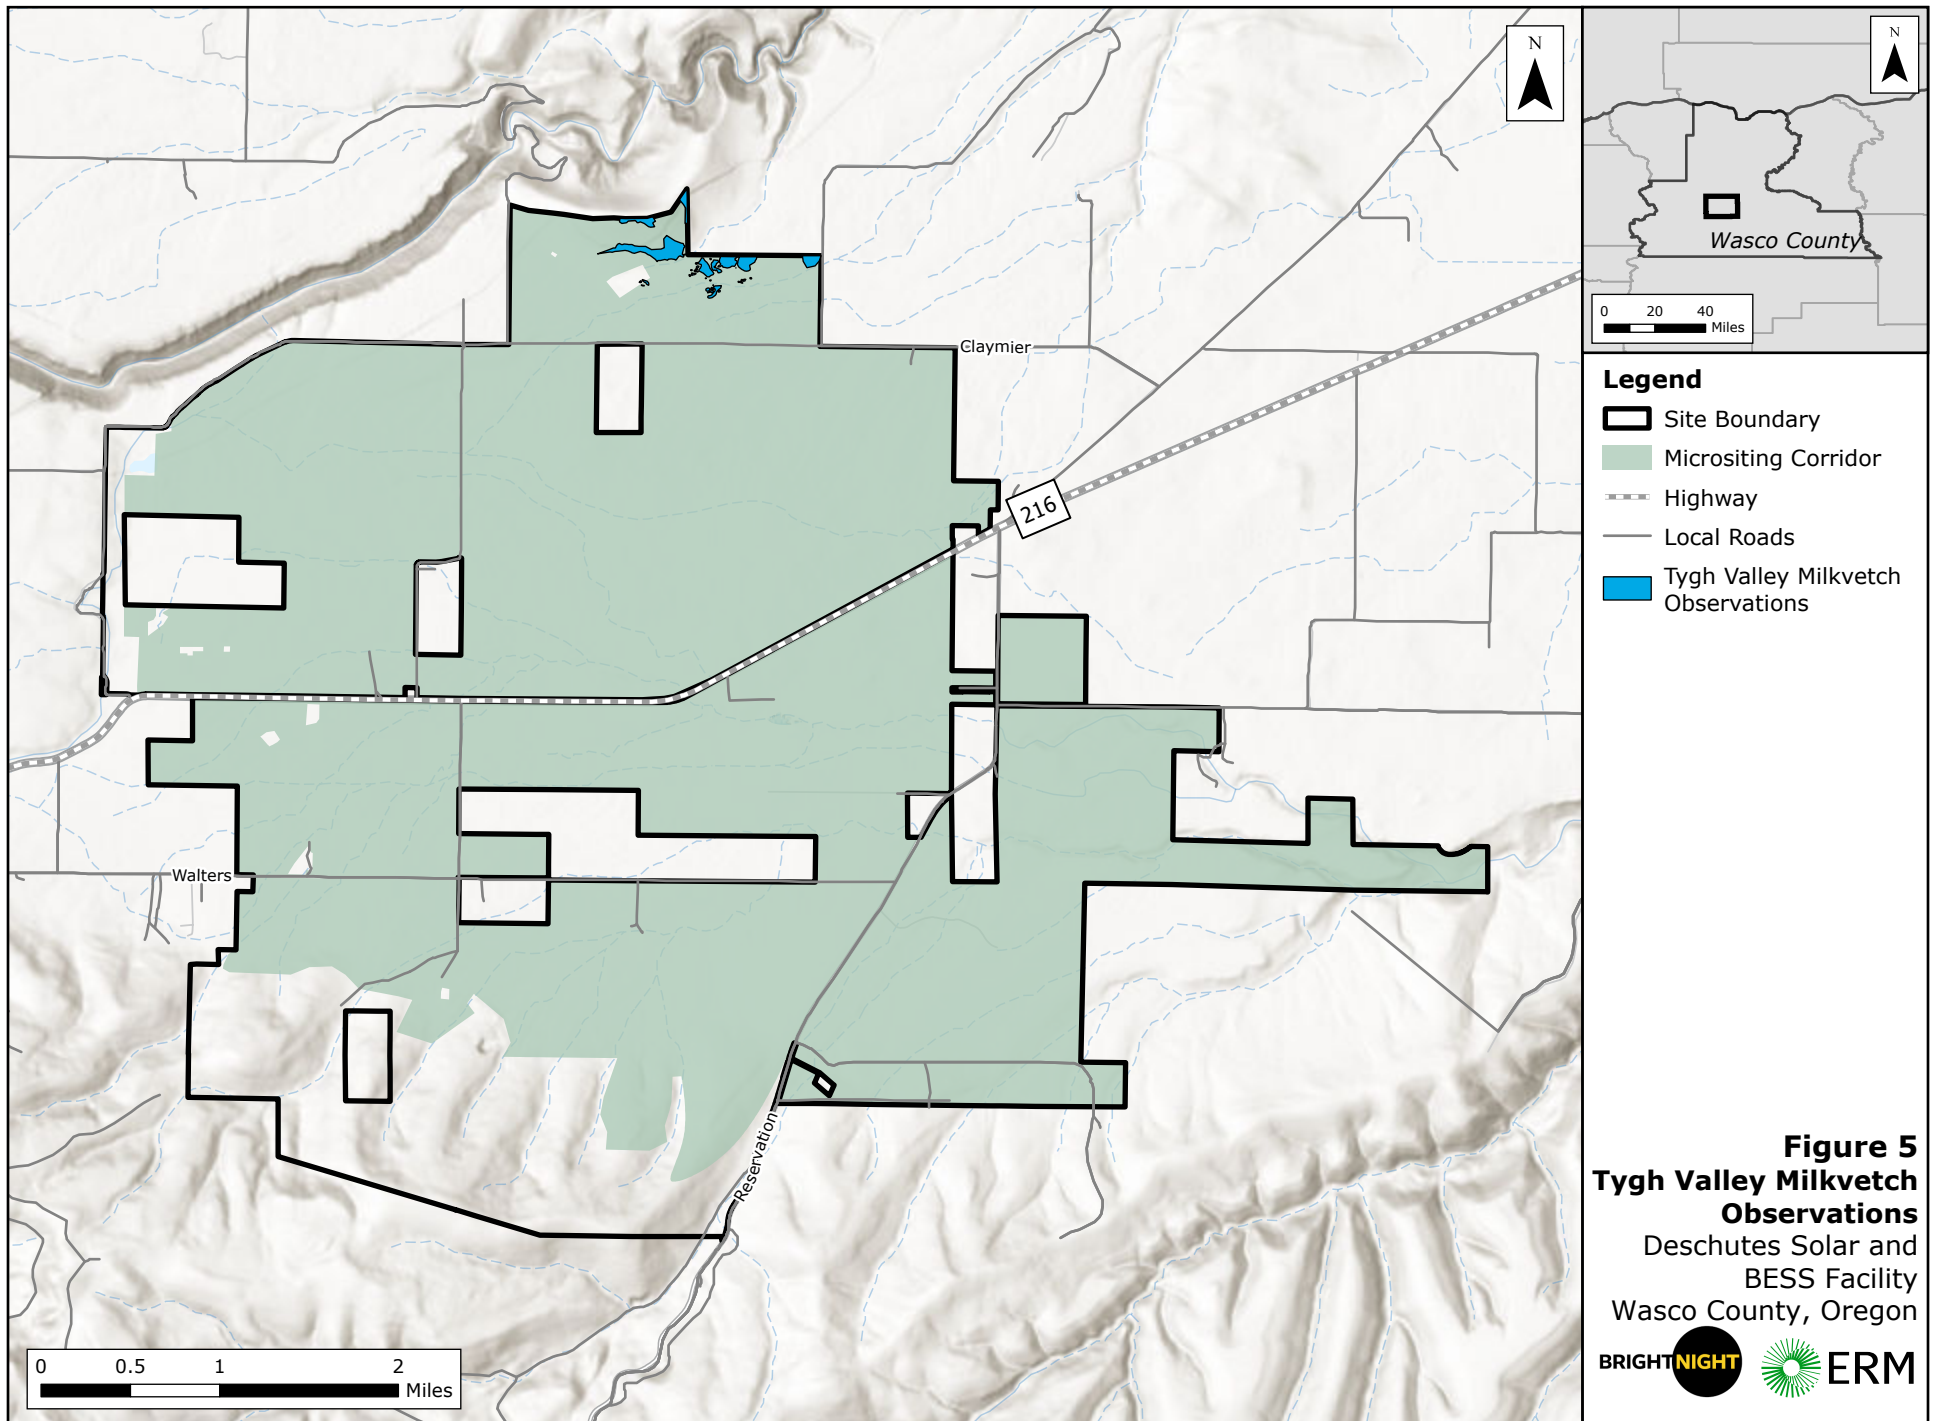 N
N
Wasco County
0 20 40
Miles
Claymier
216
Walters
Reservation
0 0.5 1 2
Miles
Legend
Site Boundary
Micrositing Corridor
Highway
Local Roads
Tygh Valley Milkvetch
Observations
Figure 5
Tygh Valley Milkvetch
Observations
Deschutes Solar and
BESS Facility
Wasco County, Oregon
BRIGHTNIGHT
ERM